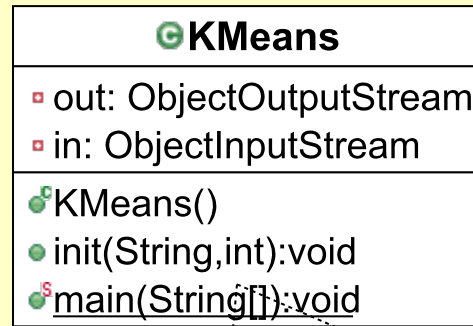 C KMeans
out: ObjectOutputStream
in: ObjectInputStream
C KMeans()
init(String,int):void
S main(String[]):void